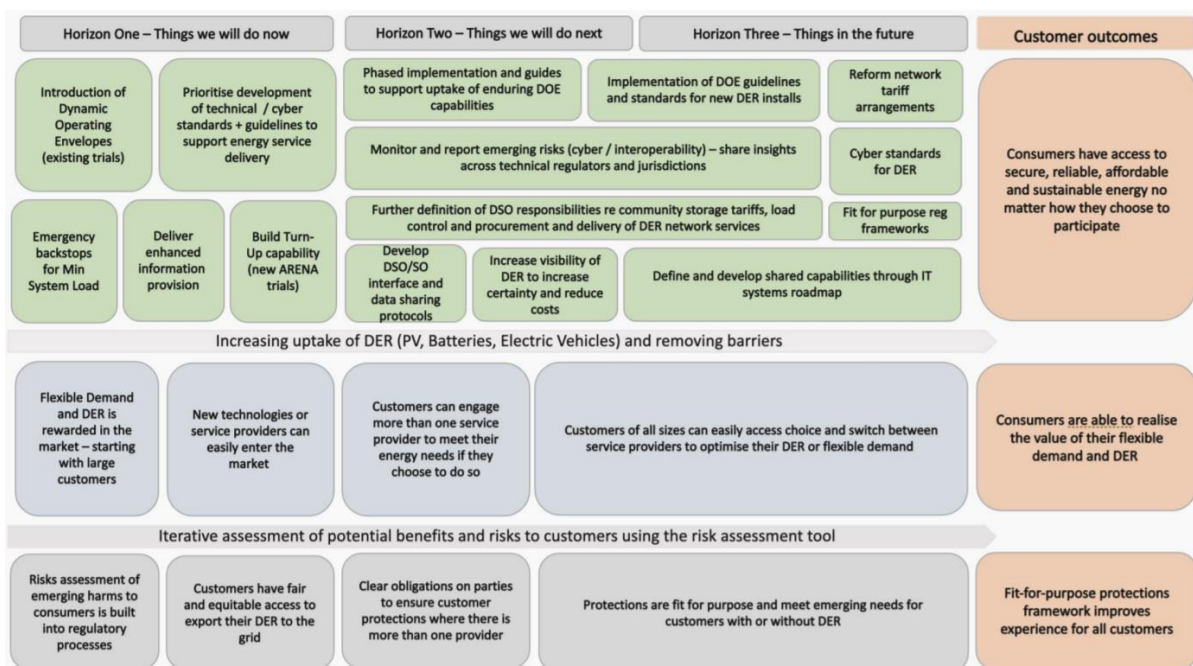 Horizon One – Things we will do now
Horizon Two – Things we will do next
Horizon Three – Things in the future
Customer outcomes
Introduction of
Dynamic
Operating
Envelopes
(existing trials)
Prioritise development
of technical / cyber
standards + guidelines to
support energy service
delivery
Phased implementation and guides
to support uptake of enduring DOE
capabilities
Implementation of DOE guidelines
and standards for new DER installs
Reform network
tariff
arrangements
Monitor and report emerging risks (cyber / interoperability) – share insights
across technical regulators and jurisdictions
Cyber standards
for DER
Consumers have access to
secure, reliable, affordable
and sustainable energy no
matter how they choose to
participate
Emergency
backstops
for Min
System Load
Deliver
enhanced
information
provision
Build Turn-
Up capability
(new ARENA
trials)
Further definition of DSO responsibilities re community storage tariffs, load
control and procurement and delivery of DER network services
Fit for purpose reg
frameworks
Develop
DSO/SO
interface and
data sharing
protocols
Increase visibility of
DER to increase
certainty and reduce
costs
Define and develop shared capabilities through IT
systems roadmap
Increasing uptake of DER (PV, Batteries, Electric Vehicles) and removing barriers
Flexible Demand
and DER is
rewarded in the
market – starting
with large
customers
New technologies or
service providers can
easily enter the
market
Customers can engage
more than one service
provider to meet their
energy needs if they
choose to do so
Customers of all sizes can easily access choice and switch between
service providers to optimise their DER or flexible demand
Consumers are able to realise
the value of their flexible
demand and DER
Iterative assessment of potential benefits and risks to customers using the risk assessment tool
Risks assessment of
emerging harms to
consumers is built
into regulatory
processes
Customers have fair
and equitable access to
export their DER to the
grid
Clear obligations on parties
to ensure customer
protections where there is
more than one provider
Protections are fit for purpose and meet emerging needs for
customers with or without DER
Fit-for-purpose protections
framework improves
experience for all customers